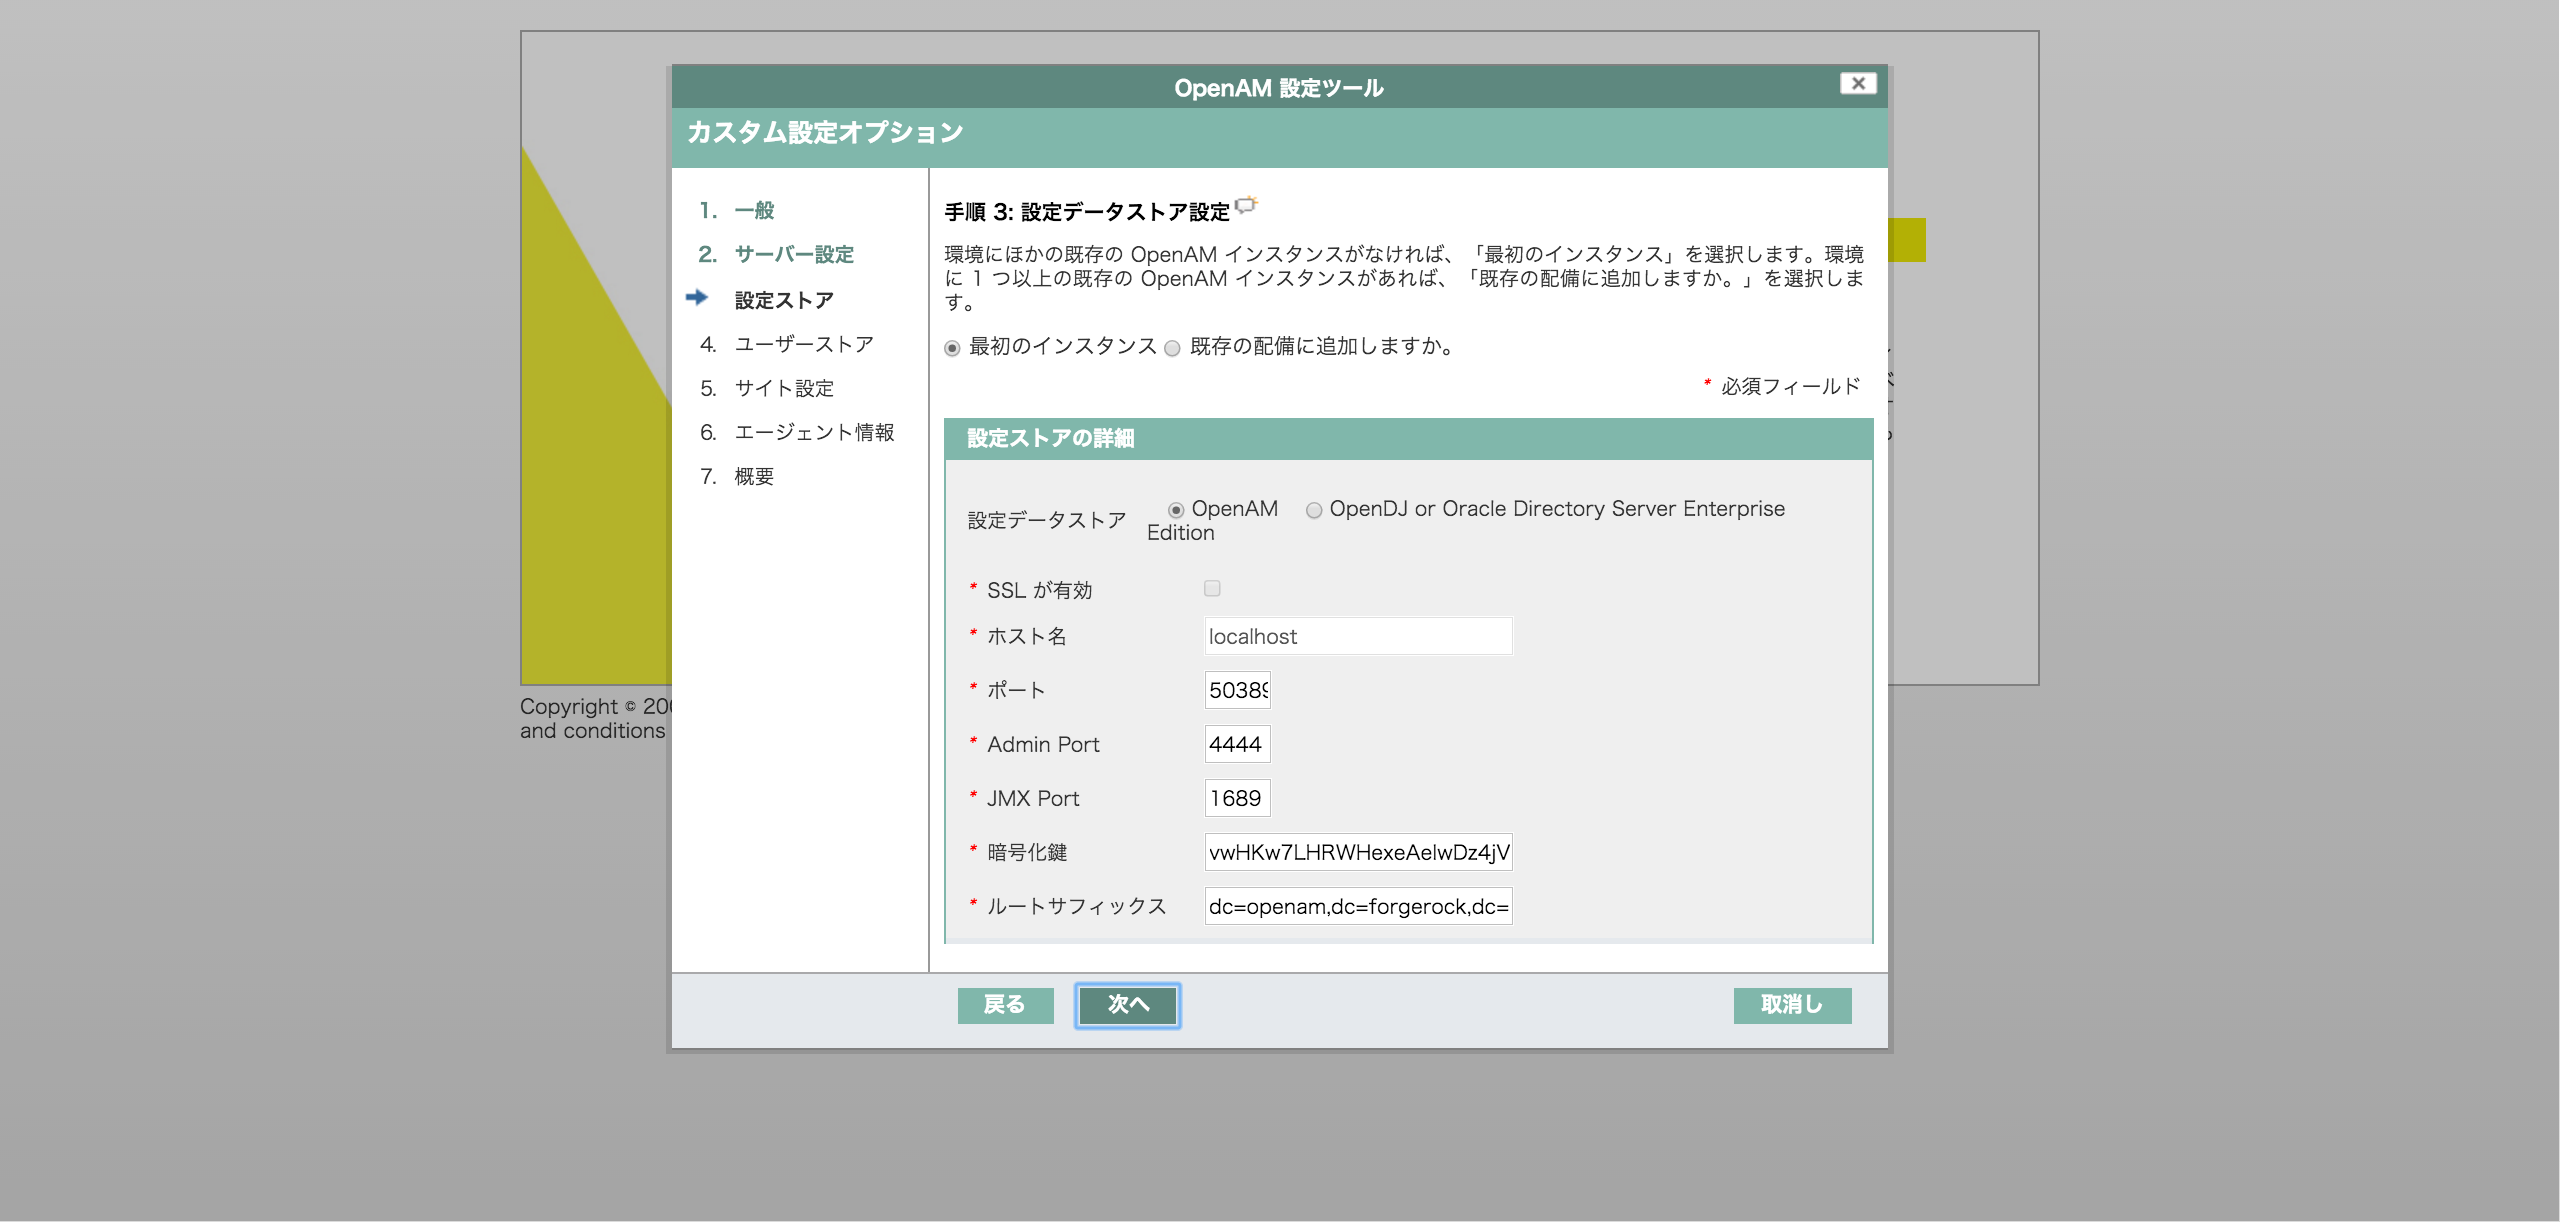 OpenAM 設定ツール
カスタム設定オプション
1. 一般
2. サーバー設定
設定ストア
4. ユーザーストア
5. サイト設定
6. エージェント情報
7. 概要
手順 3: 設定データストア設定
環境にほかの既存の OpenAM インスタンスがなければ、「最初のインスタンス」を選択します。環境
に 1 つ以上の既存の OpenAM インスタンスがあれば、「既存の配備に追加しますか。」を選択しま
す。
最初のインスタンス 既存の配備に追加しますか。
* 必須フィールド
設定ストアの詳細
設定データストア OpenAM OpenDJ or Oracle Directory Server Enterprise
Edition
* SSL が有効
* ホスト名 localhost
* ポート 50389
* Admin Port 4444
* JMX Port 1689
* 暗号化鍵 vwHKw7LHRWHexeAelwDz4jV
* ルートサフィックス dc=openam,dc=forgerock,dc=
戻る 次へ 取消し
Copyright © 20
and conditions